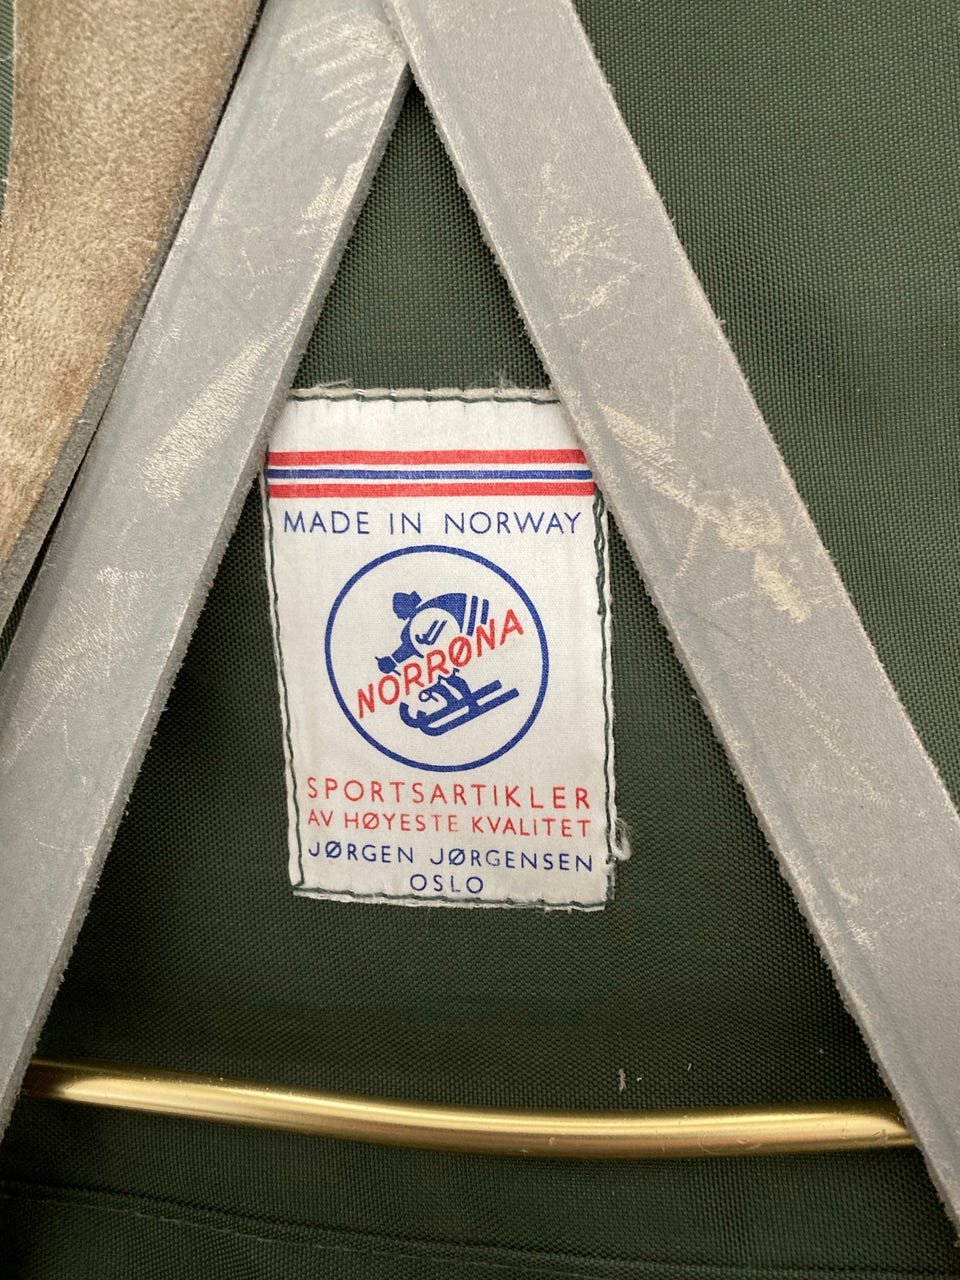 MADE IN NORWAY
NORRØNA
SPORTSARTIKLER
AV HØYESTE KVALITET
JØRGEN JØRGENSEN
OSLO